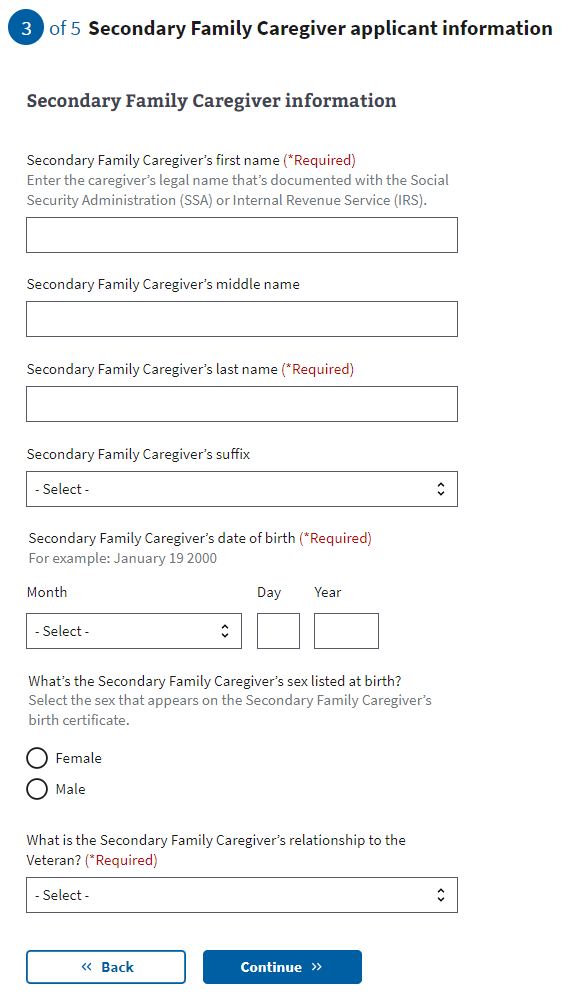 3 of 5 Secondary Family Caregiver applicant information
Secondary Family Caregiver information
Secondary Family Caregiver’s first name (*Required)
Enter the caregiver’s legal name that’s documented with the Social
Security Administration (SSA) or Internal Revenue Service (IRS).
Secondary Family Caregiver’s middle name
Secondary Family Caregiver’s last name (*Required)
Secondary Family Caregiver’s suffix
- Select -
Secondary Family Caregiver’s date of birth (*Required)
For example: January 19 2000
Month Day Year
- Select -
What’s the Secondary Family Caregiver’s sex listed at birth?
Select the sex that appears on the Secondary Family Caregiver’s
birth certificate.
Female
Male
What is the Secondary Family Caregiver’s relationship to the
Veteran? (*Required)
- Select -
« Back Continue »